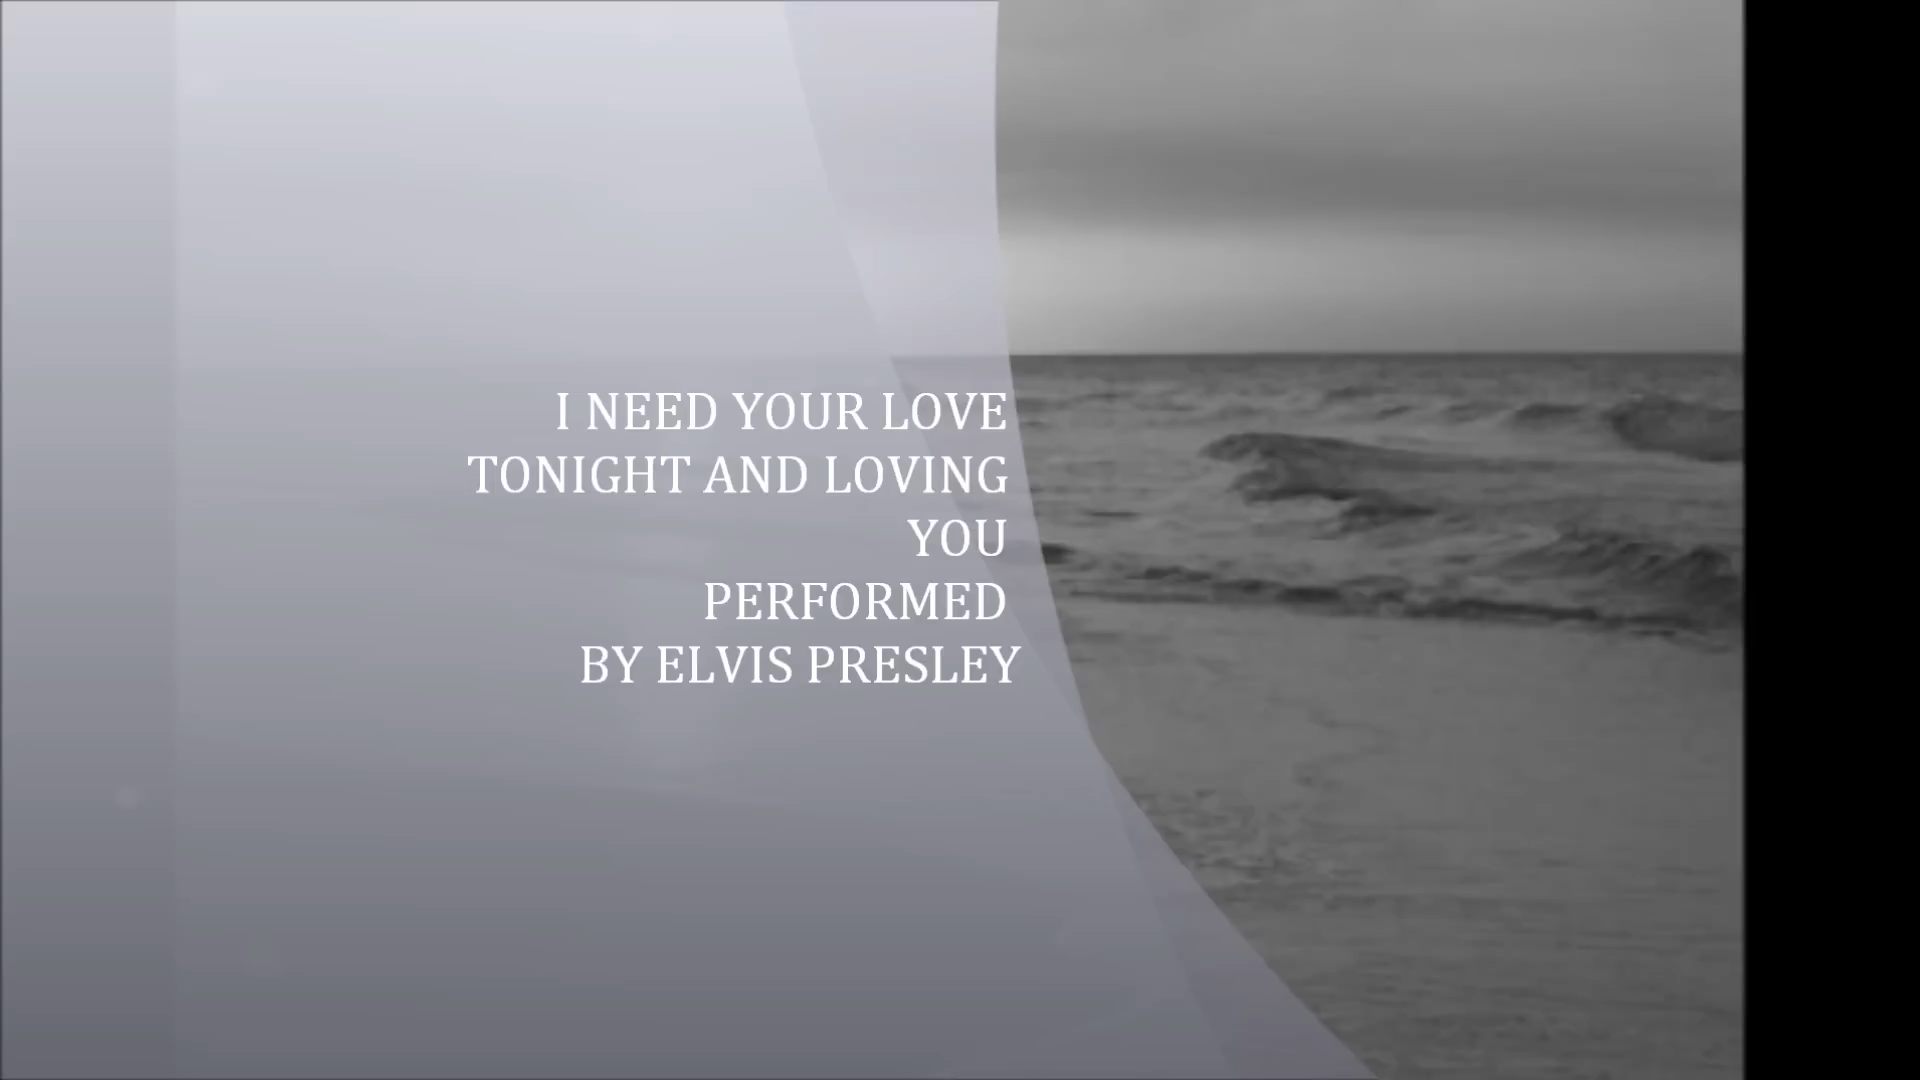 I NEED YOUR LOVE
TONIGHT AND LOVING
YOU
PERFORMED
BY ELVIS PRESLEY